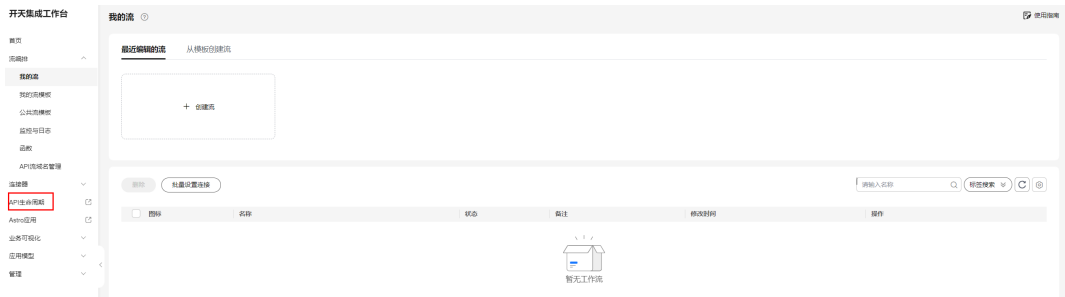 开天集成工作台
首页
流编排
我的流
我的流模板
公共流模板
监控与日志
函数
API流域名管理
连接器
API生命周期
Astro应用
业务可视化
应用模型
管理
我的流
使用指南
最近编辑的流 从模板创建流
+ 创建流
删除 批量设置连接
请输入名称 标签搜索
图标 名称 状态 备注 修改时间 操作
暂无工作流